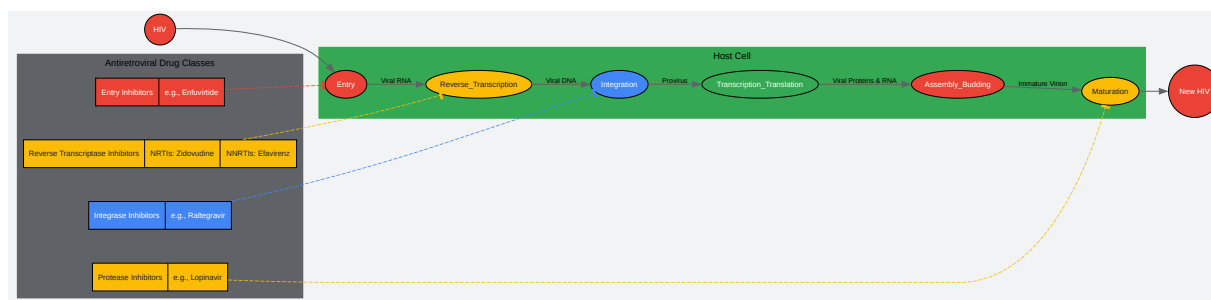 HIV
Antiretroviral Drug Classes
Entry Inhibitors e.g., Enfuvirtide
Reverse Transcriptase Inhibitors NRTIs: Zidovudine NNRTIs: Efavirenz
Integrase Inhibitors e.g., Raltegravir
Protease Inhibitors e.g., Lopinavir
Host Cell
Entry Viral RNA Reverse_Transcription Viral DNA Integration Provirus Transcription_Translation Viral Proteins & RNA Assembly_Budding Immature Virion Maturation New HIV